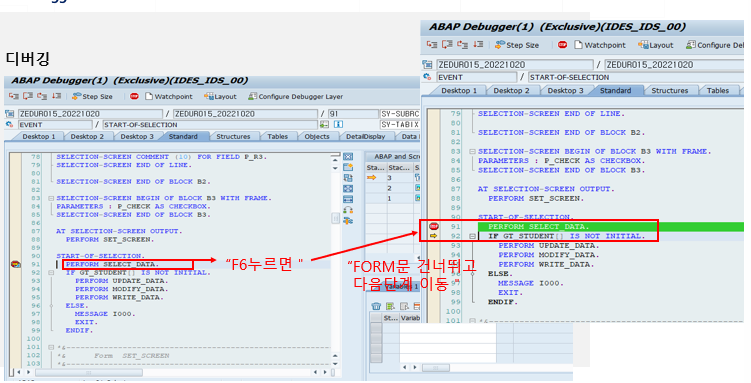 디버깅
ABAP Debugger(1) (Exclusive)(IDES_IDS_00)
Step Size Watchpoint Layout Configure Debugger Layer
ZEDUR015_20221020 / ZEDUR015_20221020 / 91 SY-SUBRC
EVENT / START-OF-SELECTION SY-TABIX
Desktop 1 Desktop 2 Desktop 3 Standard Structures Tables Objects DetailDisplay Data
78 SELECTION-SCREEN COMMENT (10) FOR FIELD P_R3.
79 SELECTION-SCREEN END OF LINE.
80
81 SELECTION-SCREEN END OF BLOCK B2.
82
83 SELECTION-SCREEN BEGIN OF BLOCK B3 WITH FRAME.
84 PARAMETERS : P_CHECK AS CHECKBOX.
85 SELECTION-SCREEN END OF BLOCK B3.
86
87 AT SELECTION-SCREEN OUTPUT.
88 PERFORM SET_SCREEN.
89
90 START-OF-SELECTION.
91 PERFORM SELECT_DATA.
92 IF GT_STUDENT[] IS NOT INITIAL.
93 PERFORM UPDATE_DATA.
94 PERFORM MODIFY_DATA.
95 PERFORM WRITE_DATA.
96 ELSE.
97 MESSAGE I000.
98 EXIT.
99 ENDIF.
100
101 *&---------------------------------------------------------------------
102 *& Form SET_SCREEN
103 *&---------------------------------------------------------------------
ABAP and Scre
Sta... Stac... S
3
2
1
Variables 1
St... Variab
"F6누르면 "
"FORM문 건너뛰고
다음단계 이동 "
ABAP Debugger(1) (Exclusive)(IDES_IDS_00)
Step Size Watchpoint Layout Configure Deb
ZEDUR015_20221020 / ZEDUR015_20221020
EVENT / START-OF-SELECTION
Desktop 1 Desktop 2 Desktop 3 Standard Structures Tab
79 SELECTION-SCREEN END OF LINE.
80
81 SELECTION-SCREEN END OF BLOCK B2.
82
83 SELECTION-SCREEN BEGIN OF BLOCK B3 WITH FRAME.
84 PARAMETERS : P_CHECK AS CHECKBOX.
85 SELECTION-SCREEN END OF BLOCK B3.
86
87 AT SELECTION-SCREEN OUTPUT.
88 PERFORM SET_SCREEN.
89
90 START-OF-SELECTION.
91 PERFORM SELECT_DATA.
92 IF GT_STUDENT[] IS NOT INITIAL.
93 PERFORM UPDATE_DATA.
94 PERFORM MODIFY_DATA.
95 PERFORM WRITE_DATA.
96 ELSE.
97 MESSAGE I000.
98 EXIT.
99 ENDIF.
100
101 *&